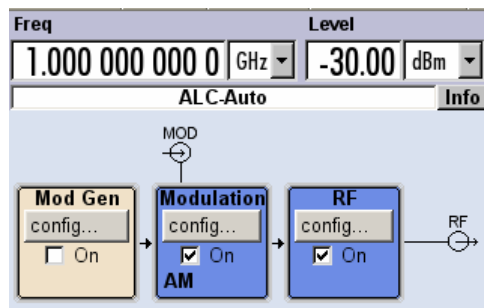 Freq Level
1.000 000 000 0 GHz -30.00 dBm
ALC-Auto Info
MOD
Mod Gen Modulation RF
config... config... config... RF
On On On
AM